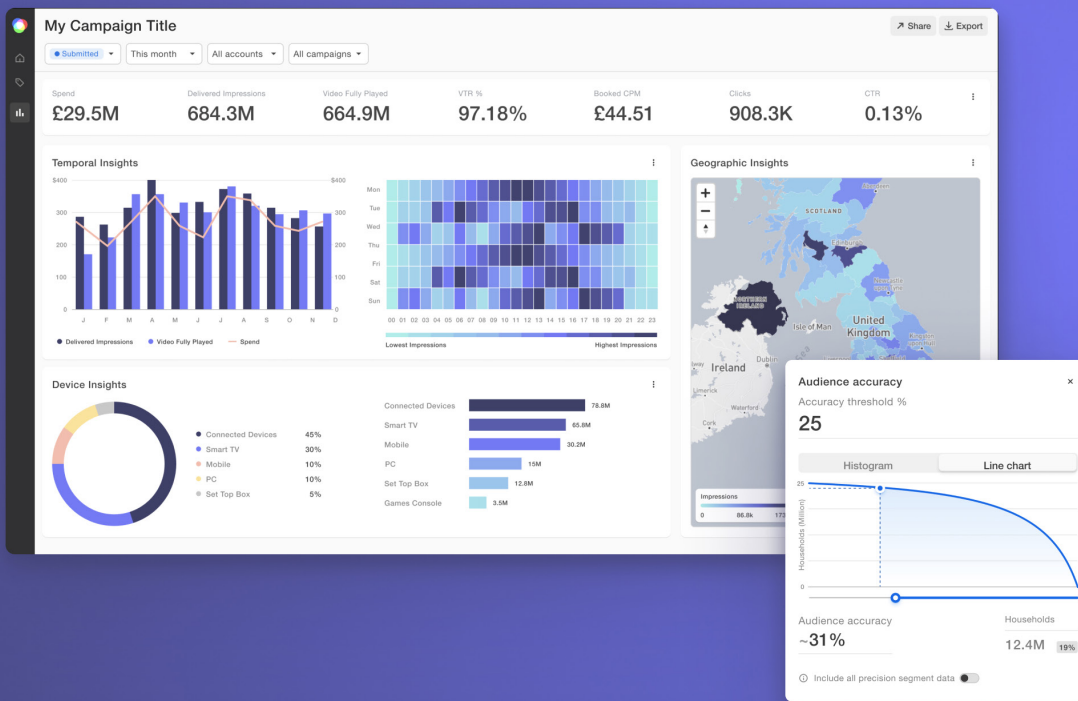 My Campaign Title
Share
Export
Submitted
This month
All accounts
All campaigns
Spend
£29.5M
Delivered Impressions
684.3M
Video Fully Played
664.9M
VTR %
97.18%
Booked CPM
£44.51
Clicks
908.3K
CTR
0.13%
Temporal Insights
$400
300
200
100
0
$400
300
200
100
0
J F M A M J J A S O N D
Delivered Impressions
Video Fully Played
Spend
Mon
Tue
Wed
Thu
Fri
Sat
Sun
00 01 02 03 04 05 06 07 08 09 10 11 12 13 14 15 16 17 18 19 20 21 22 23
Lowest Impressions
Highest Impressions
Geographic Insights
Aberdeen
SCOTLAND
Edinburgh
Newcastle
upon Tyne
NORTHERN
IRELAND
Isle of Man
United
Kingdom
Kingston
upon Hull
Dublin
Ireland
Limerick
Waterford
Cork
Impressions
0
86.8k
Device Insights
Connected Devices 45%
Smart TV 30%
Mobile 10%
PC 10%
Set Top Box 5%
Connected Devices 78.8M
Smart TV 65.8M
Mobile 30.2M
PC 15M
Set Top Box 12.8M
Games Console 3.5M
Audience accuracy
Accuracy threshold %
25
Histogram
Line chart
25
Households (Million)
0
Audience accuracy
~31%
Households
12.4M
19%
Include all precision segment data